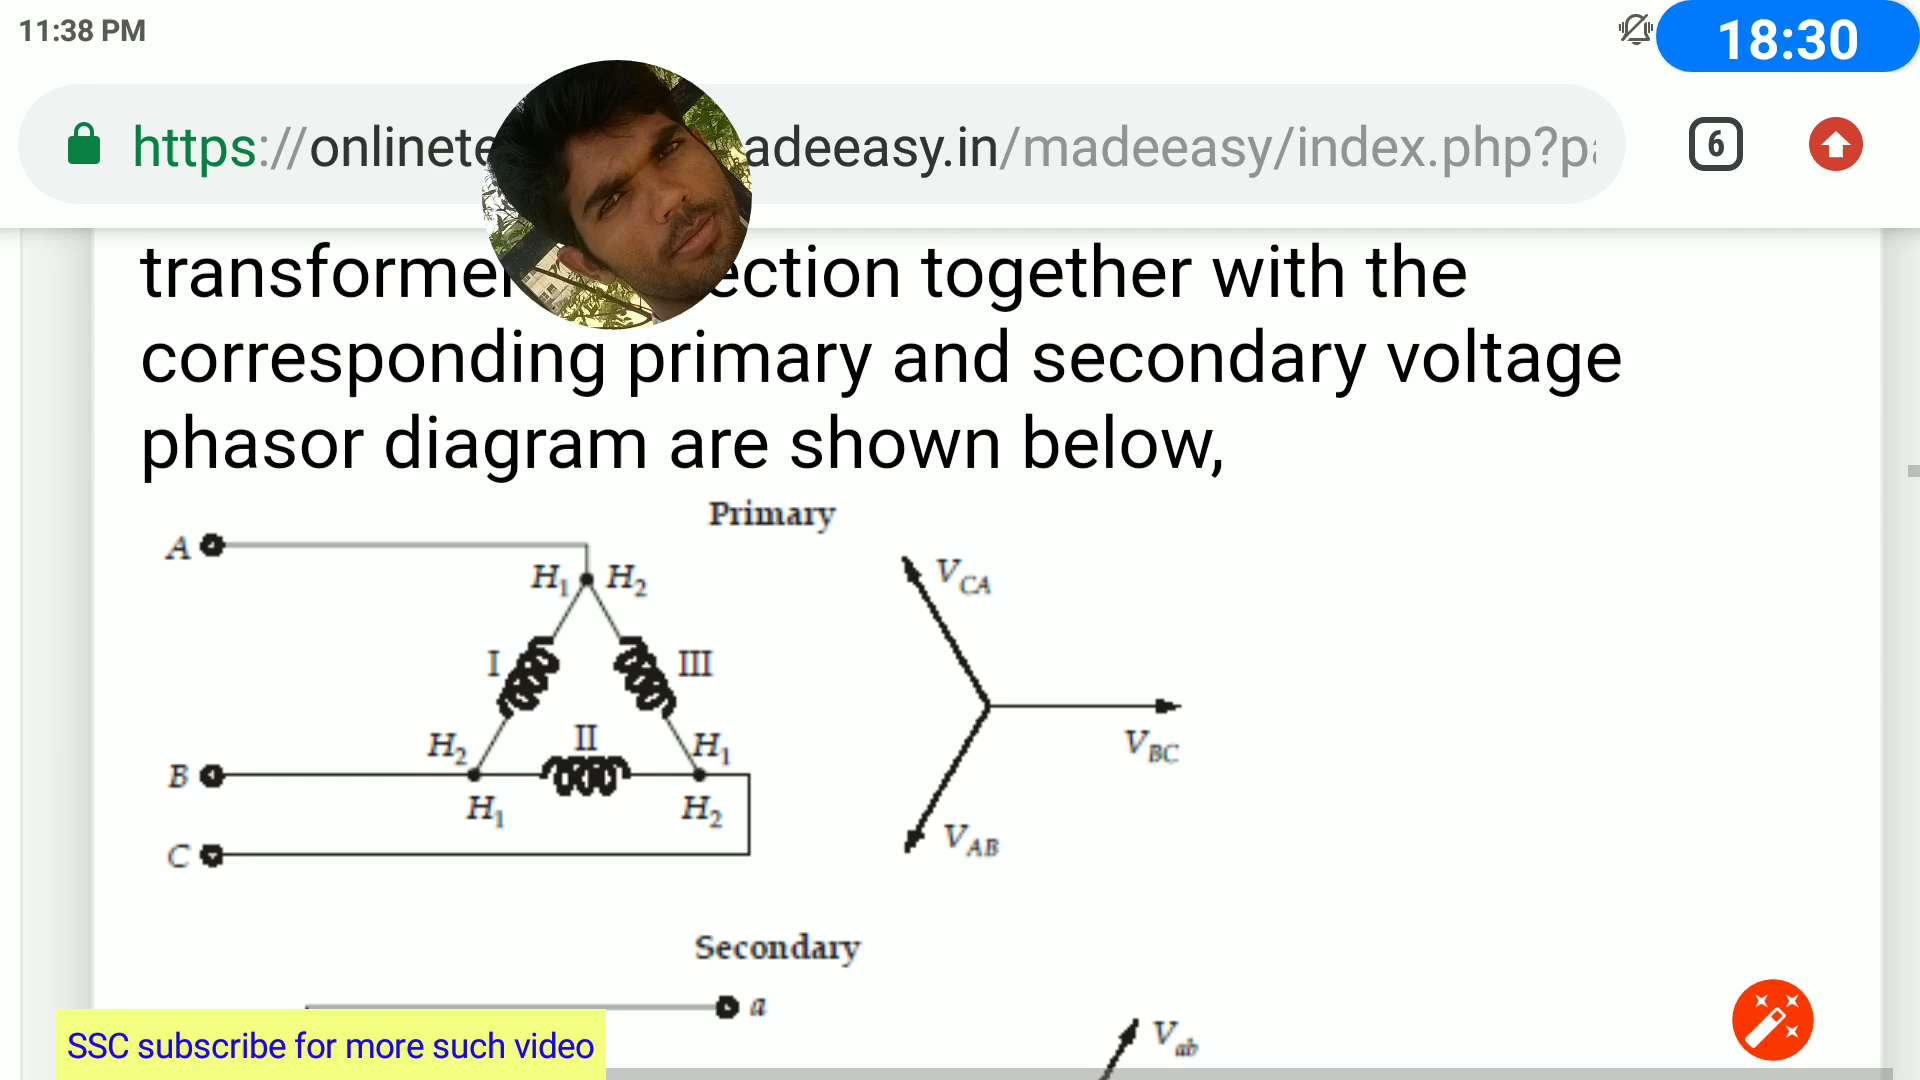 11:38 PM
18:30
https://onlinete adeeasy.in/madeeasy/index.php?pa
6
transformer ection together with the
corresponding primary and secondary voltage
phasor diagram are shown below,
Primary
A
H1 H2
VCA
I III
II
H2 H1
VBC
B
H1 H2
VAB
C
Secondary
a
Vab
SSC subscribe for more such video